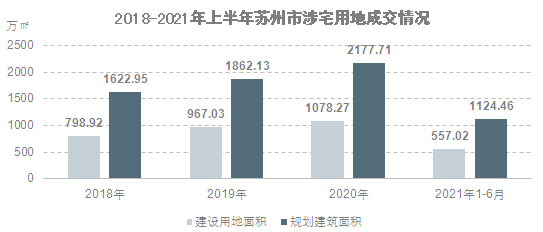 2018-2021年上半年苏州市涉宅用地成交情况
万㎡
2500
2000
1500
1000
500
0
798.92
1622.95
967.03
1862.13
1078.27
2177.71
557.02
1124.46
2018年
2019年
2020年
2021年1-6月
建设用地面积
规划建筑面积